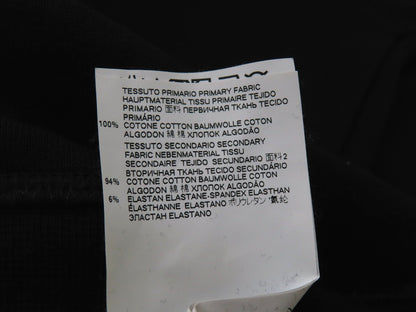 TESSUTO PRIMARIO PRIMARY FABRIC
HAUPTMATERIAL TISSU PRIMAIRE TEJIDO
PRIMARIO 面料 ПЕРВИЧНАЯ ТКАНЬ TECIDO
PRIMÁRIO
100% COTONE COTTON BAUMWOLLE COTON
ALGODON 綿 棉 ХЛОПОК ALGODÃO
TESSUTO SECONDARIO SECONDARY
FABRIC NEBENMATERIAL TISSU
SECONDAIRE TEJIDO SECUNDARIO 面料2
ВТОРИЧНАЯ ТКАНЬ TECIDO SECUNDÁRIO
94% COTONE COTTON BAUMWOLLE COTON
ALGODON 綿 棉 ХЛОПОК ALGODÃO
6% ELASTAN ELASTANE-SPANDEX ELASTHAN
ÉLASTHANNE ELASTANO ポリウレタン 氨纶
ЭЛАСТАН ELASTANO